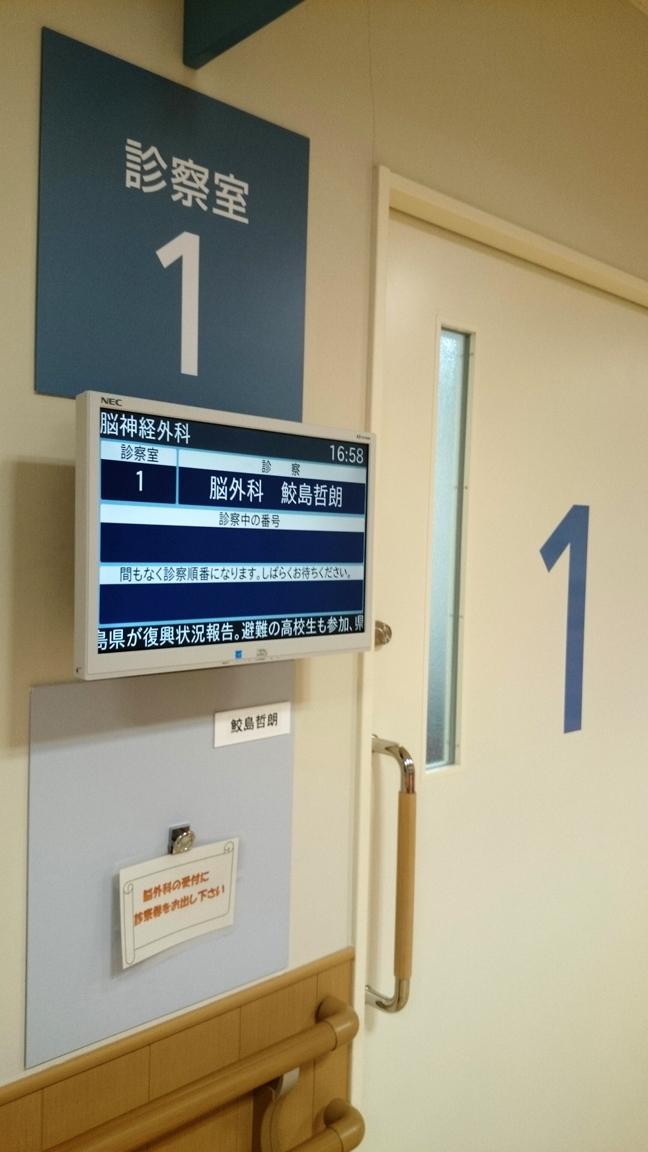 診察室
1
NEC
脳神経外科
16:58
診察室
診 察
1
脳外科 鮫島哲朗
診察中の番号
間もなく診察順番になります。しばらくお待ちください。
島県が復興状況報告。避難の高校生も参加、県
1
鮫島哲朗
脳外科の受付に
診察券をお出し下さい